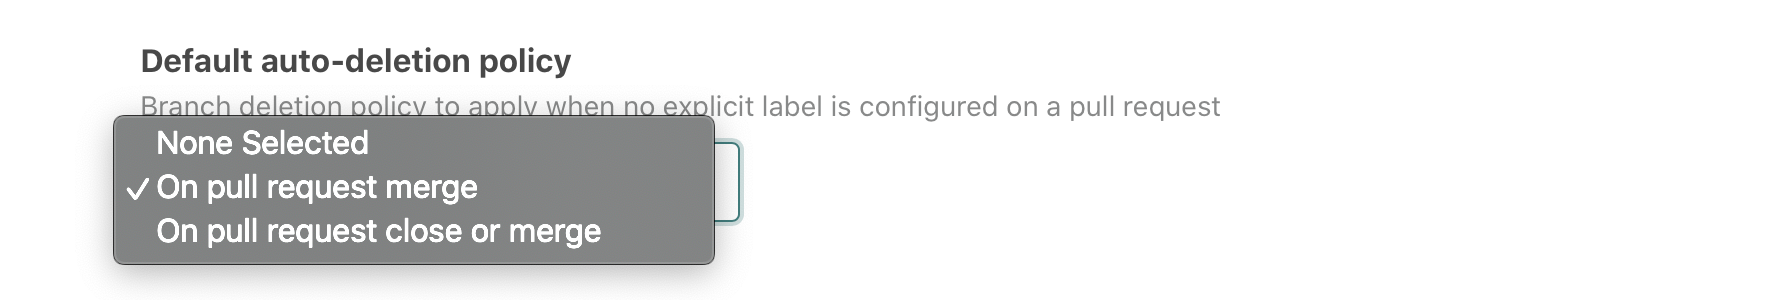 Default auto-deletion policy
Branch deletion policy to apply when no explicit label is configured on a pull request
None Selected
✓ On pull request merge
On pull request close or merge